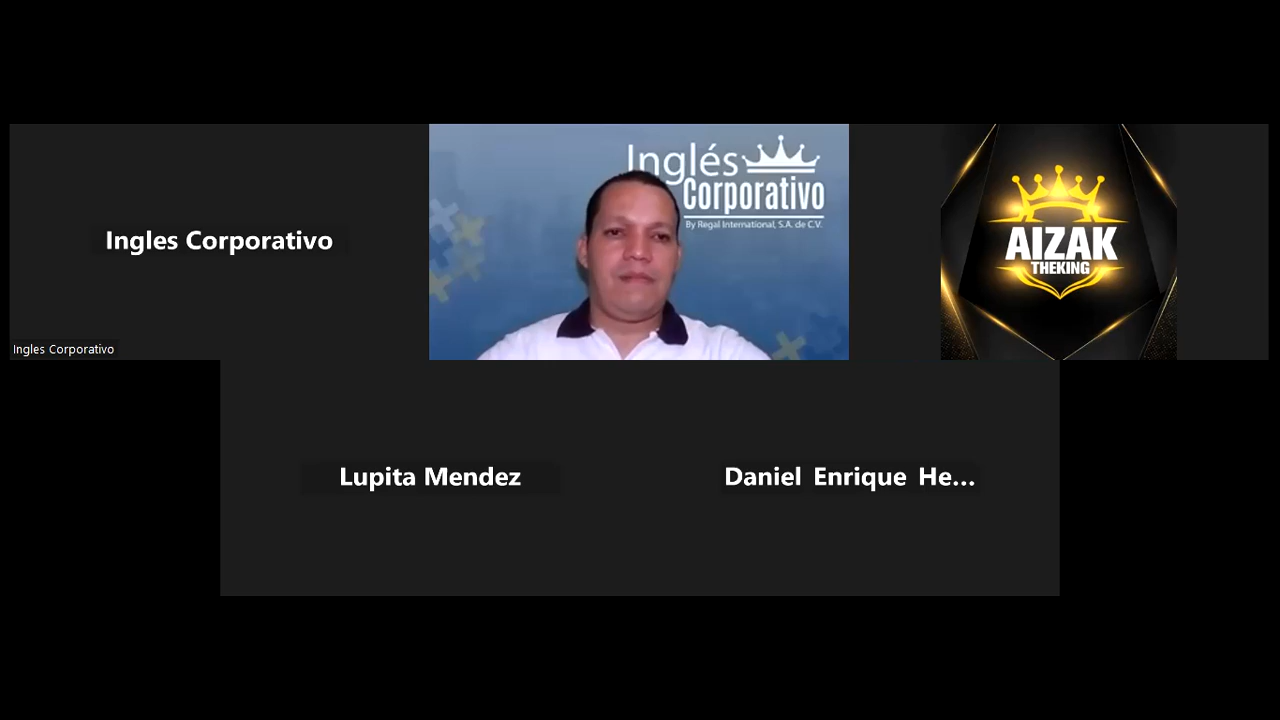 Ingles Corporativo
Ingles Corporativo
Inglés
Corporativo
By Regal International, S.A. de C.V.
AIZAK
THEKING
Lupita Mendez
Daniel Enrique He...